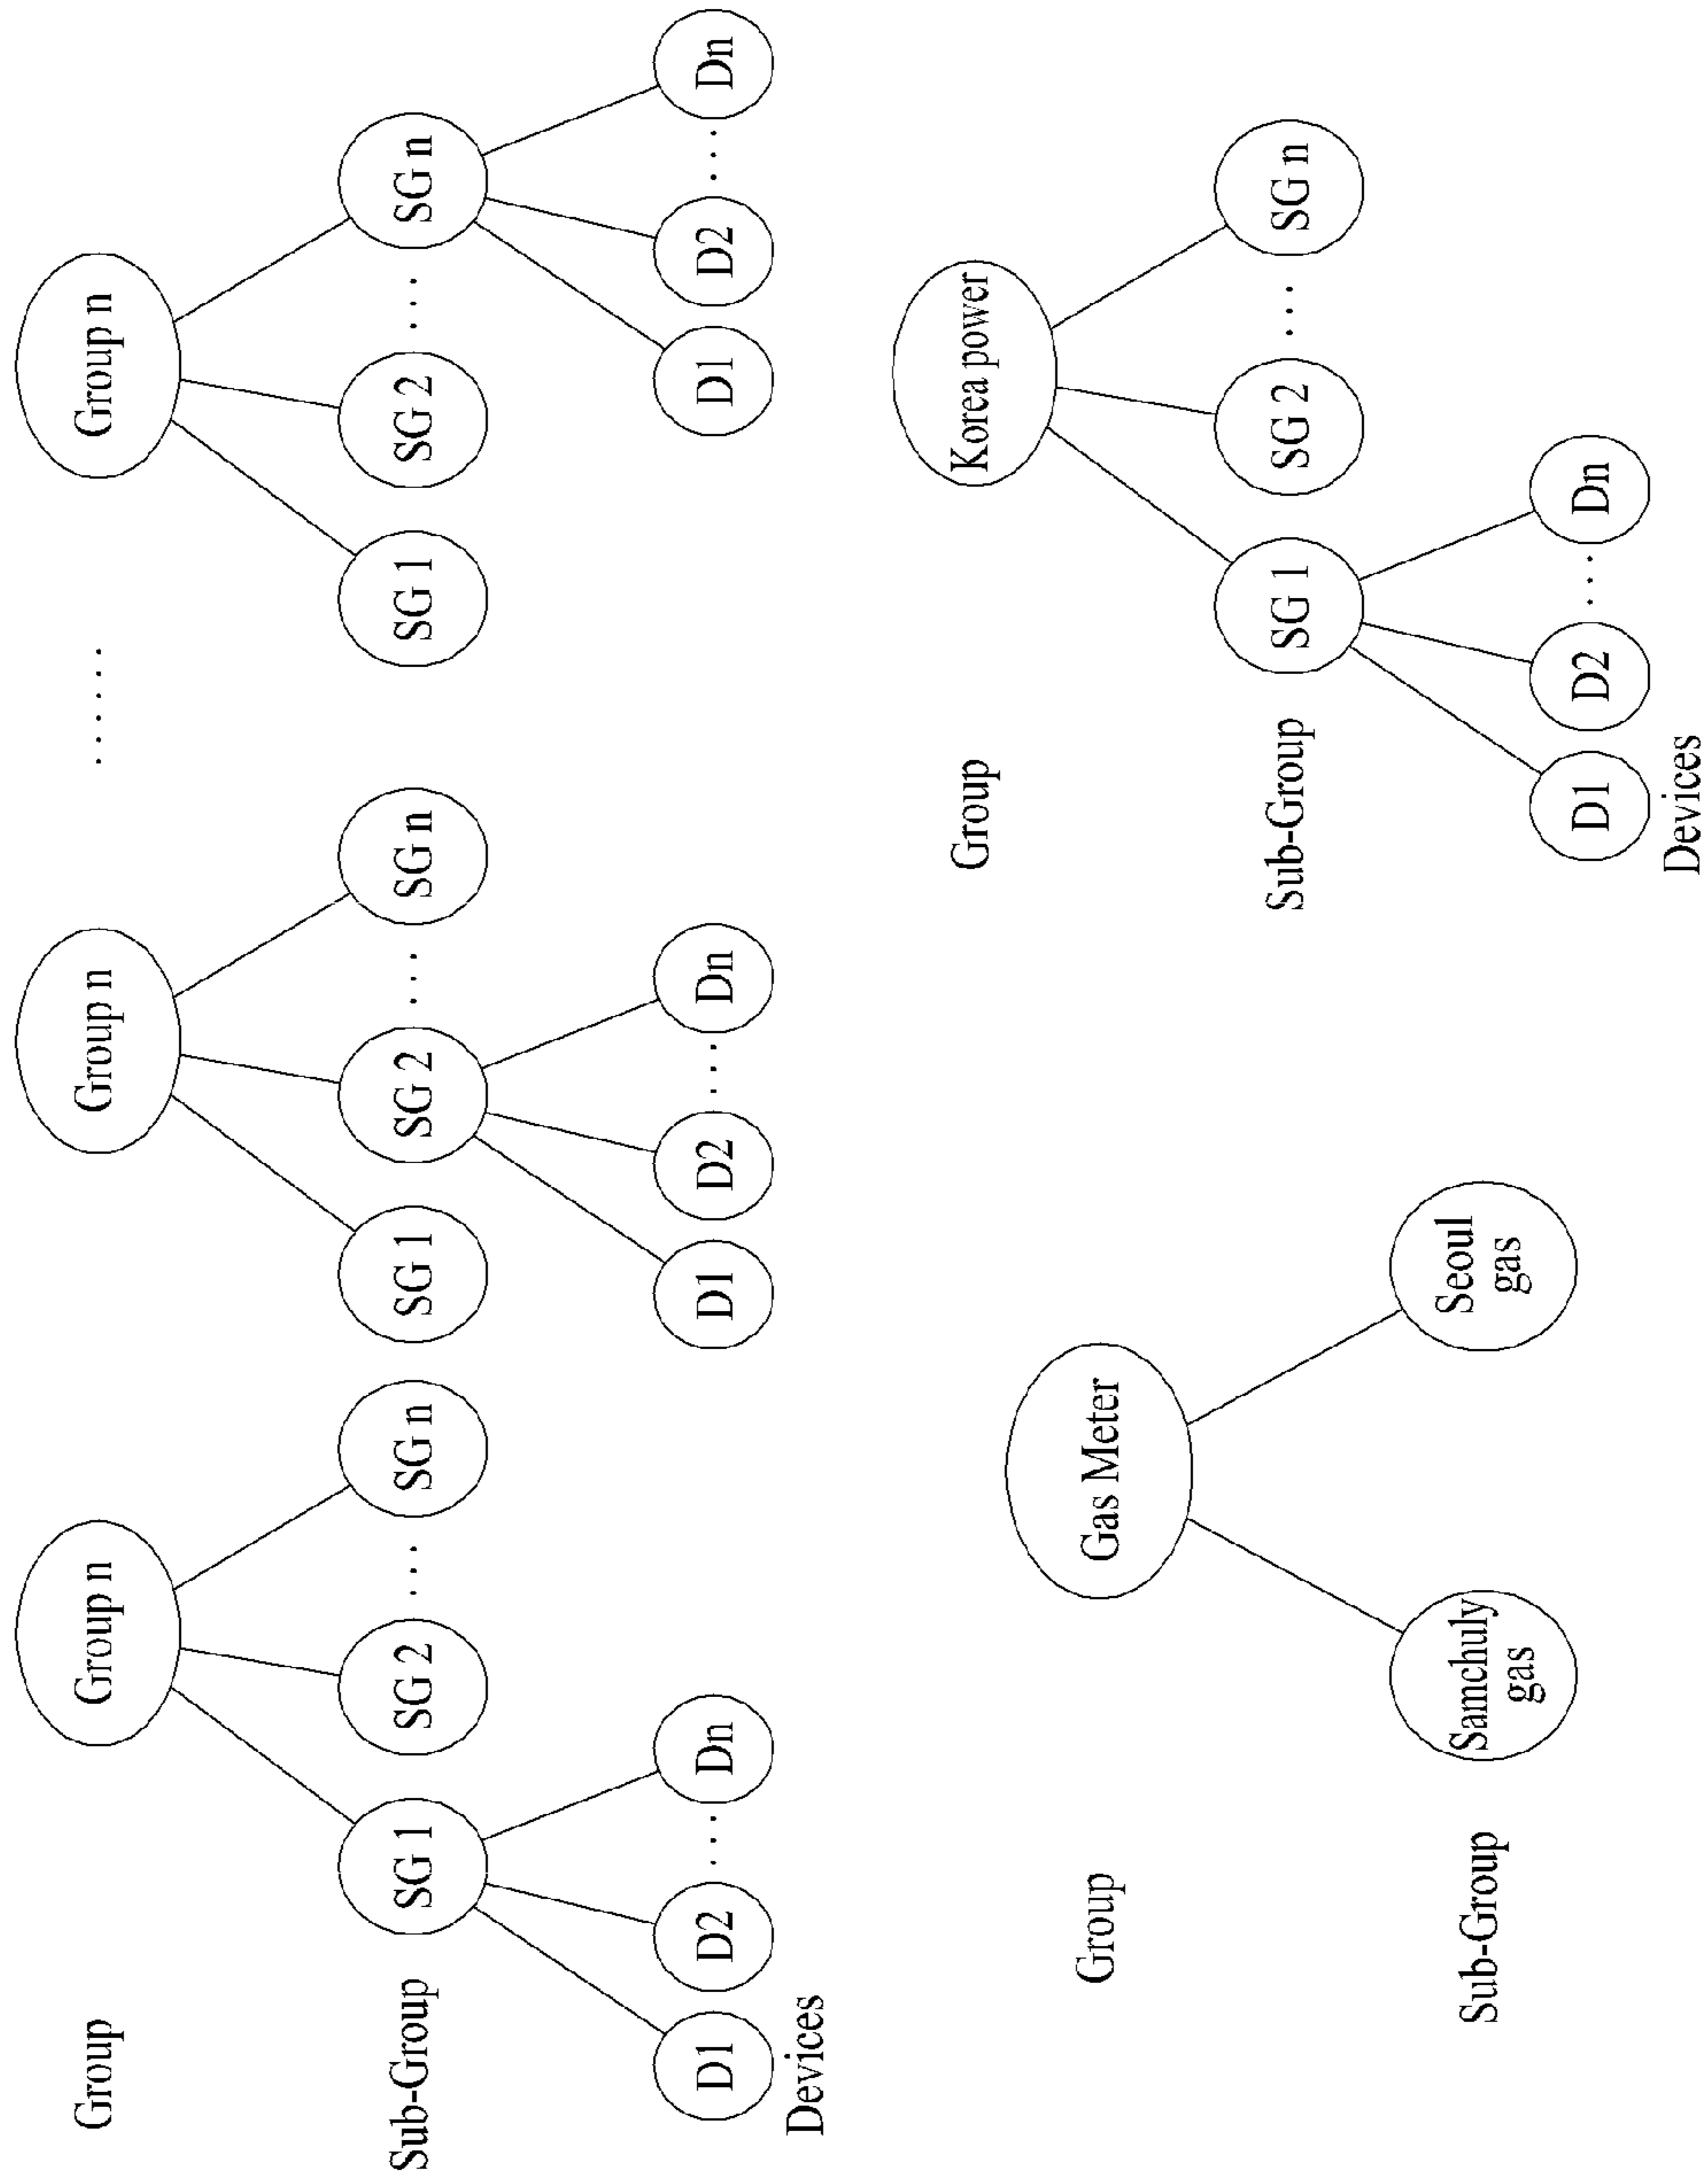 Group
Group n
Group n
.....
Group n
Sub-Group
SG 1
SG 2
...
SG n
SG 1
SG 2
...
SG n
SG 1
SG 2
...
SG n
D1
D2
...
Dn
D1
D2
...
Dn
D1
D2
...
Dn
Devices
Group
Gas Meter
Sub-Group
Samchuly
gas
Seoul
gas
Group
Korea power
Sub-Group
SG 1
SG 2
...
SG n
D1
D2
...
Dn
Devices